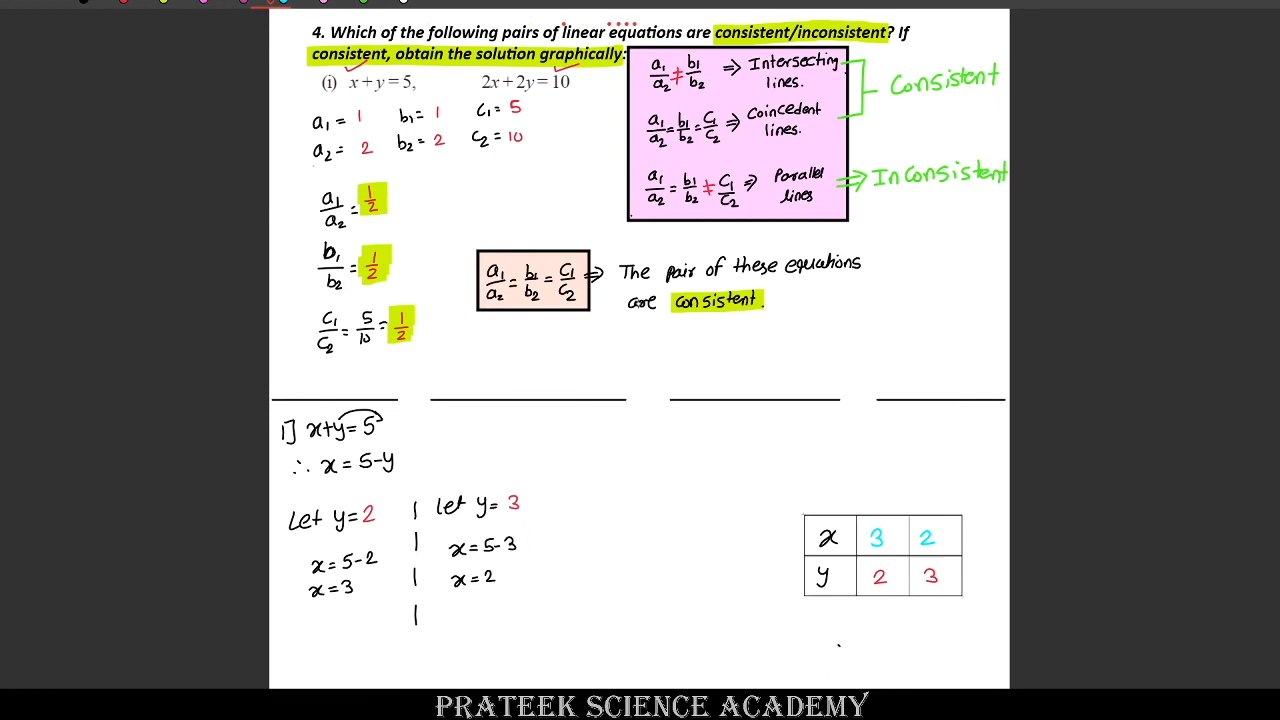 4. Which of the following pairs of linear equations are consistent/inconsistent? If
consistent, obtain the solution graphically:
(i) x + y = 5, 2x + 2y = 10
a₁ = 1 b₁ = 1 c₁ = 5
a₂ = 2 b₂ = 2 c₂ = 10
a₁/a₂ = 1/2
b₁/b₂ = 1/2
c₁/c₂ = 5/10 = 1/2
a₁/a₂ ≠ b₁/b₂ ⇒ Intersecting
lines.
a₁/a₂ = b₁/b₂ = c₁/c₂ ⇒ Coincedent
lines.
Consistent
a₁/a₂ = b₁/b₂ ≠ c₁/c₂ ⇒ Parallel
lines
⇒ Inconsistent
a₁/a₂ = b₁/b₂ = c₁/c₂ ⇒ The pair of these equations
are consistent.
1] x+y = 5
∴ x = 5-y
Let y = 2
x = 5-2
x = 3
Let y = 3
x = 5-3
x = 2
x 3 2
y 2 3
PRATEEK SCIENCE ACADEMY